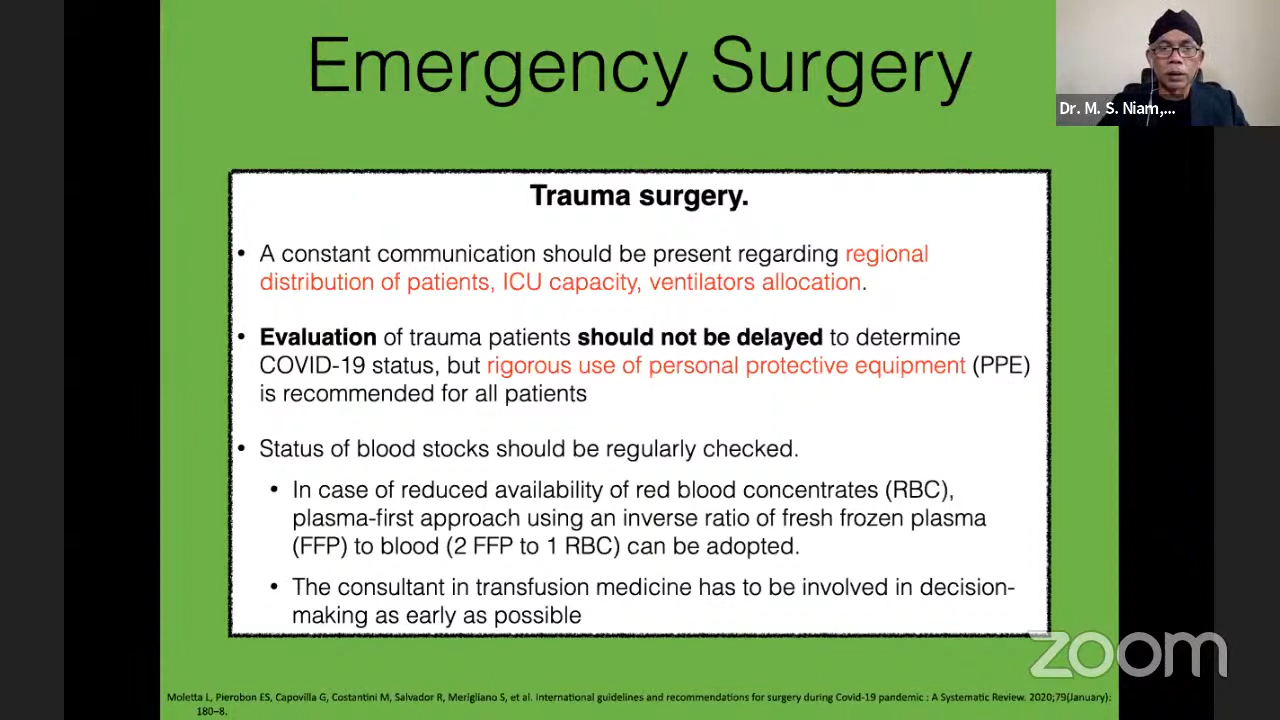 Emergency Surgery
Dr. M. S. Niam,...
Trauma surgery.
• A constant communication should be present regarding regional
distribution of patients, ICU capacity, ventilators allocation.
• Evaluation of trauma patients should not be delayed to determine
COVID-19 status, but rigorous use of personal protective equipment (PPE)
is recommended for all patients
• Status of blood stocks should be regularly checked.
• In case of reduced availability of red blood concentrates (RBC),
plasma-first approach using an inverse ratio of fresh frozen plasma
(FFP) to blood (2 FFP to 1 RBC) can be adopted.
• The consultant in transfusion medicine has to be involved in decision-
making as early as possible
zoom
Moletta L, Pierobon ES, Capovilla G, Costantini M, Salvador R, Merigliano S, et al. International guidelines and recommendations for surgery during Covid-19 pandemic : A Systematic Review. 2020;79(January):
180–8.